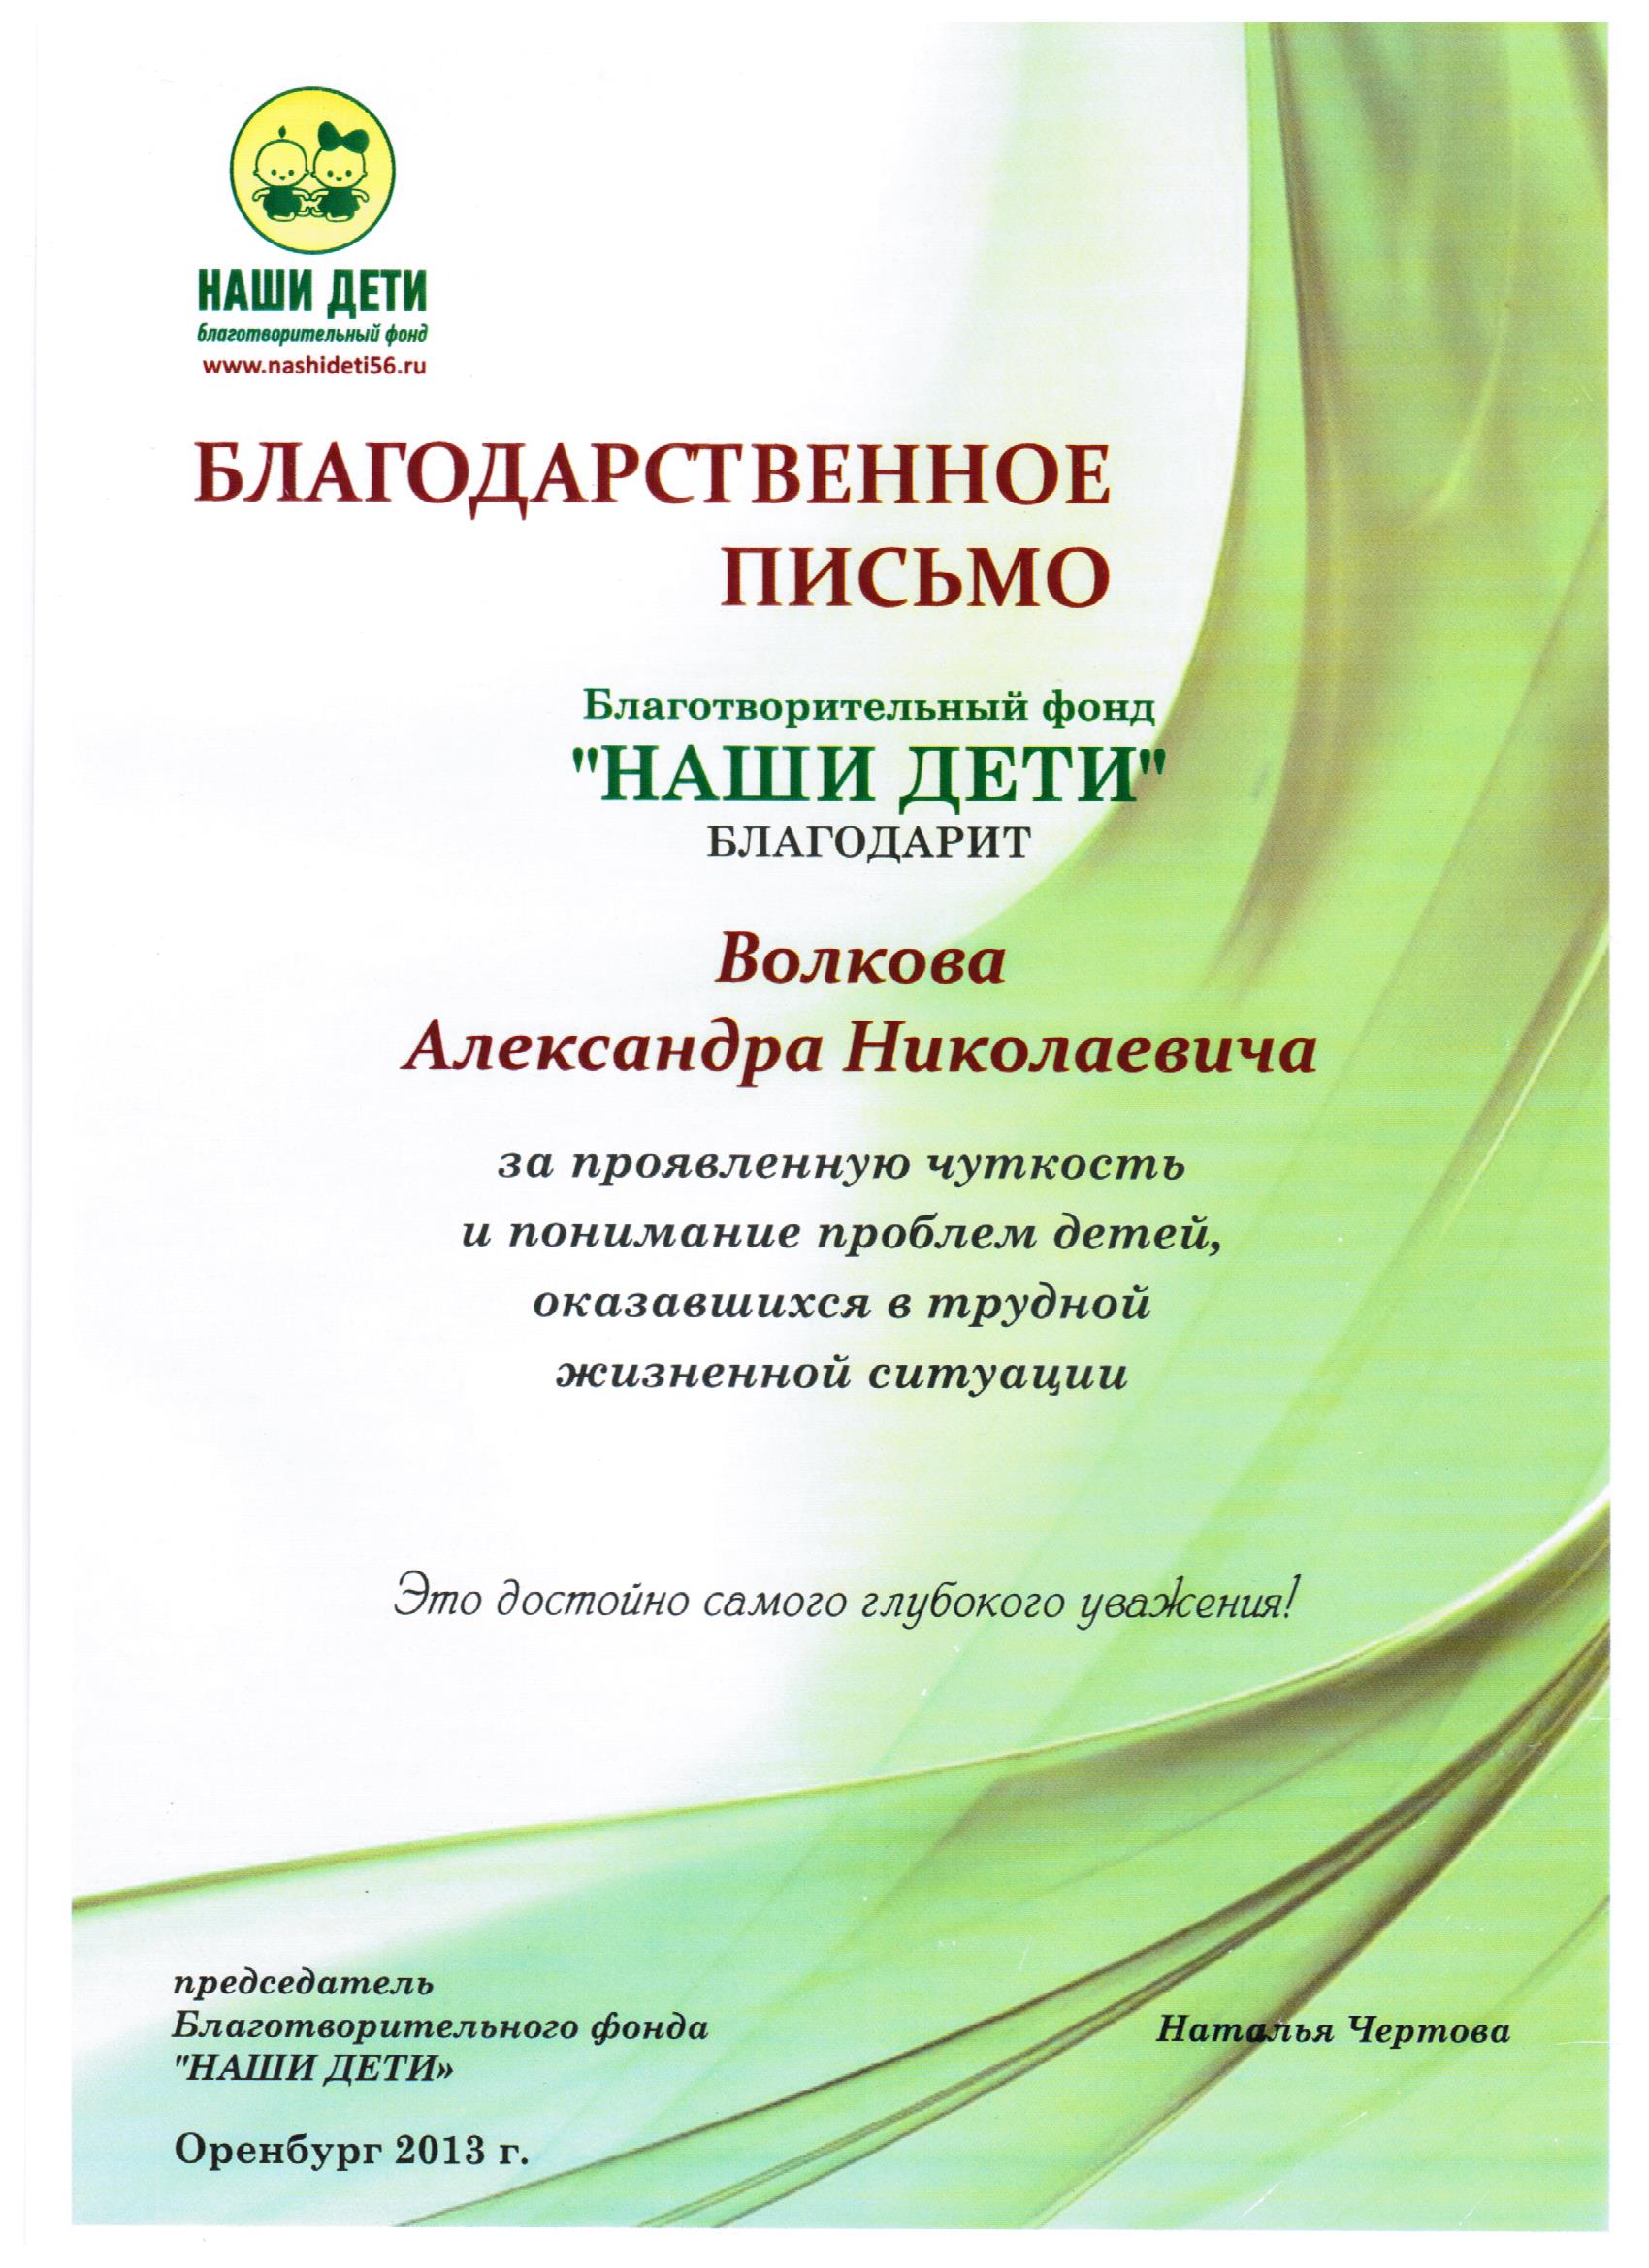 НАШИ ДЕТИ
благотворительный фонд
www.nashideti56.ru
БЛАГОДАРСТВЕННОЕ
ПИСЬМО
Благотворительный фонд
"НАШИ ДЕТИ"
БЛАГОДАРИТ
Волкова
Александра Николаевича
за проявленную чуткость
и понимание проблем детей,
оказавшихся в трудной
жизненной ситуации
Это достойно самого глубокого уважения!
председатель
Благотворительного фонда
"НАШИ ДЕТИ»
Наталья Чертова
Оренбург 2013 г.